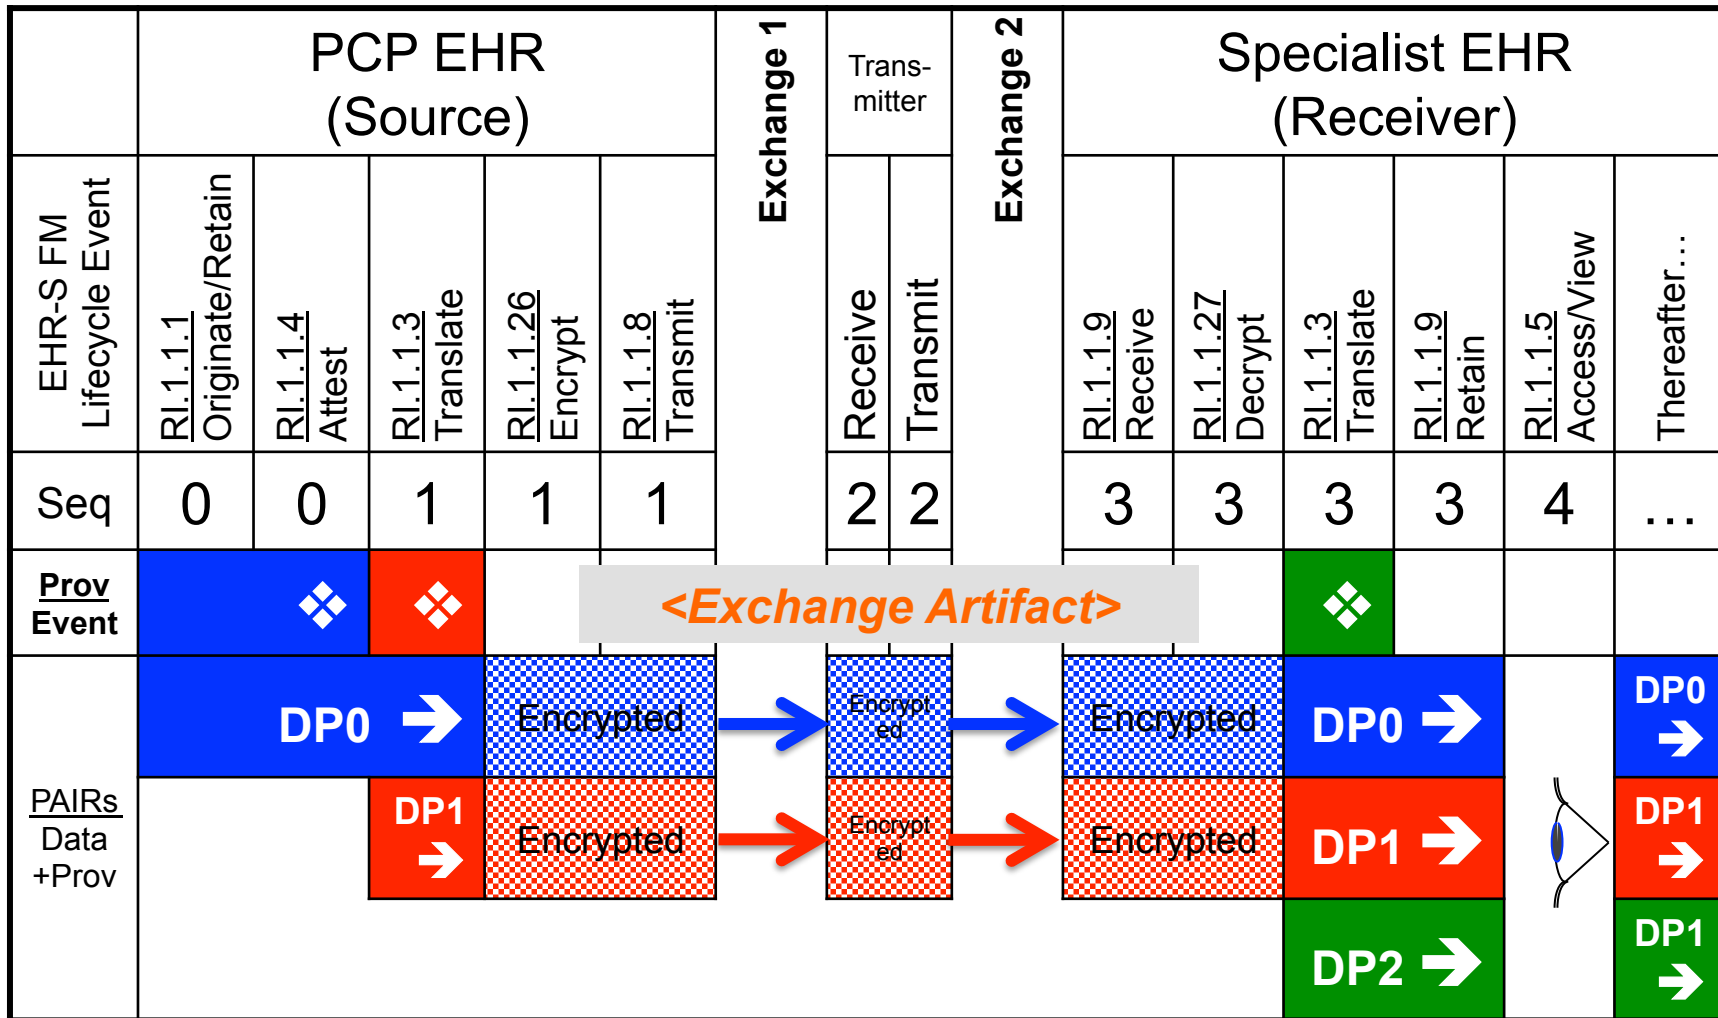 PCP EHR
(Source)
Exchange 1
Trans-
mitter
Exchange 2
Specialist EHR
(Receiver)
EHR-S FM
Lifecycle Event
RI.1.1.1
Originate/Retain
RI.1.1.4
Attest
RI.1.1.3
Translate
RI.1.1.26
Encrypt
RI.1.1.8
Transmit
Receive
Transmit
RI.1.1.9
Receive
RI.1.1.27
Decrypt
RI.1.1.3
Translate
RI.1.1.9
Retain
RI.1.1.5
Access/View
Thereafter…
Seq
0
0
1
1
1
2
2
3
3
3
3
4
…
Prov
Event
<Exchange Artifact>
PAIRs
Data
+Prov
DP0
Encrypted
Encrypt
ed
Encrypted
DP0
DP0
DP1
Encrypted
Encrypt
ed
Encrypted
DP1
DP1
DP2
DP1